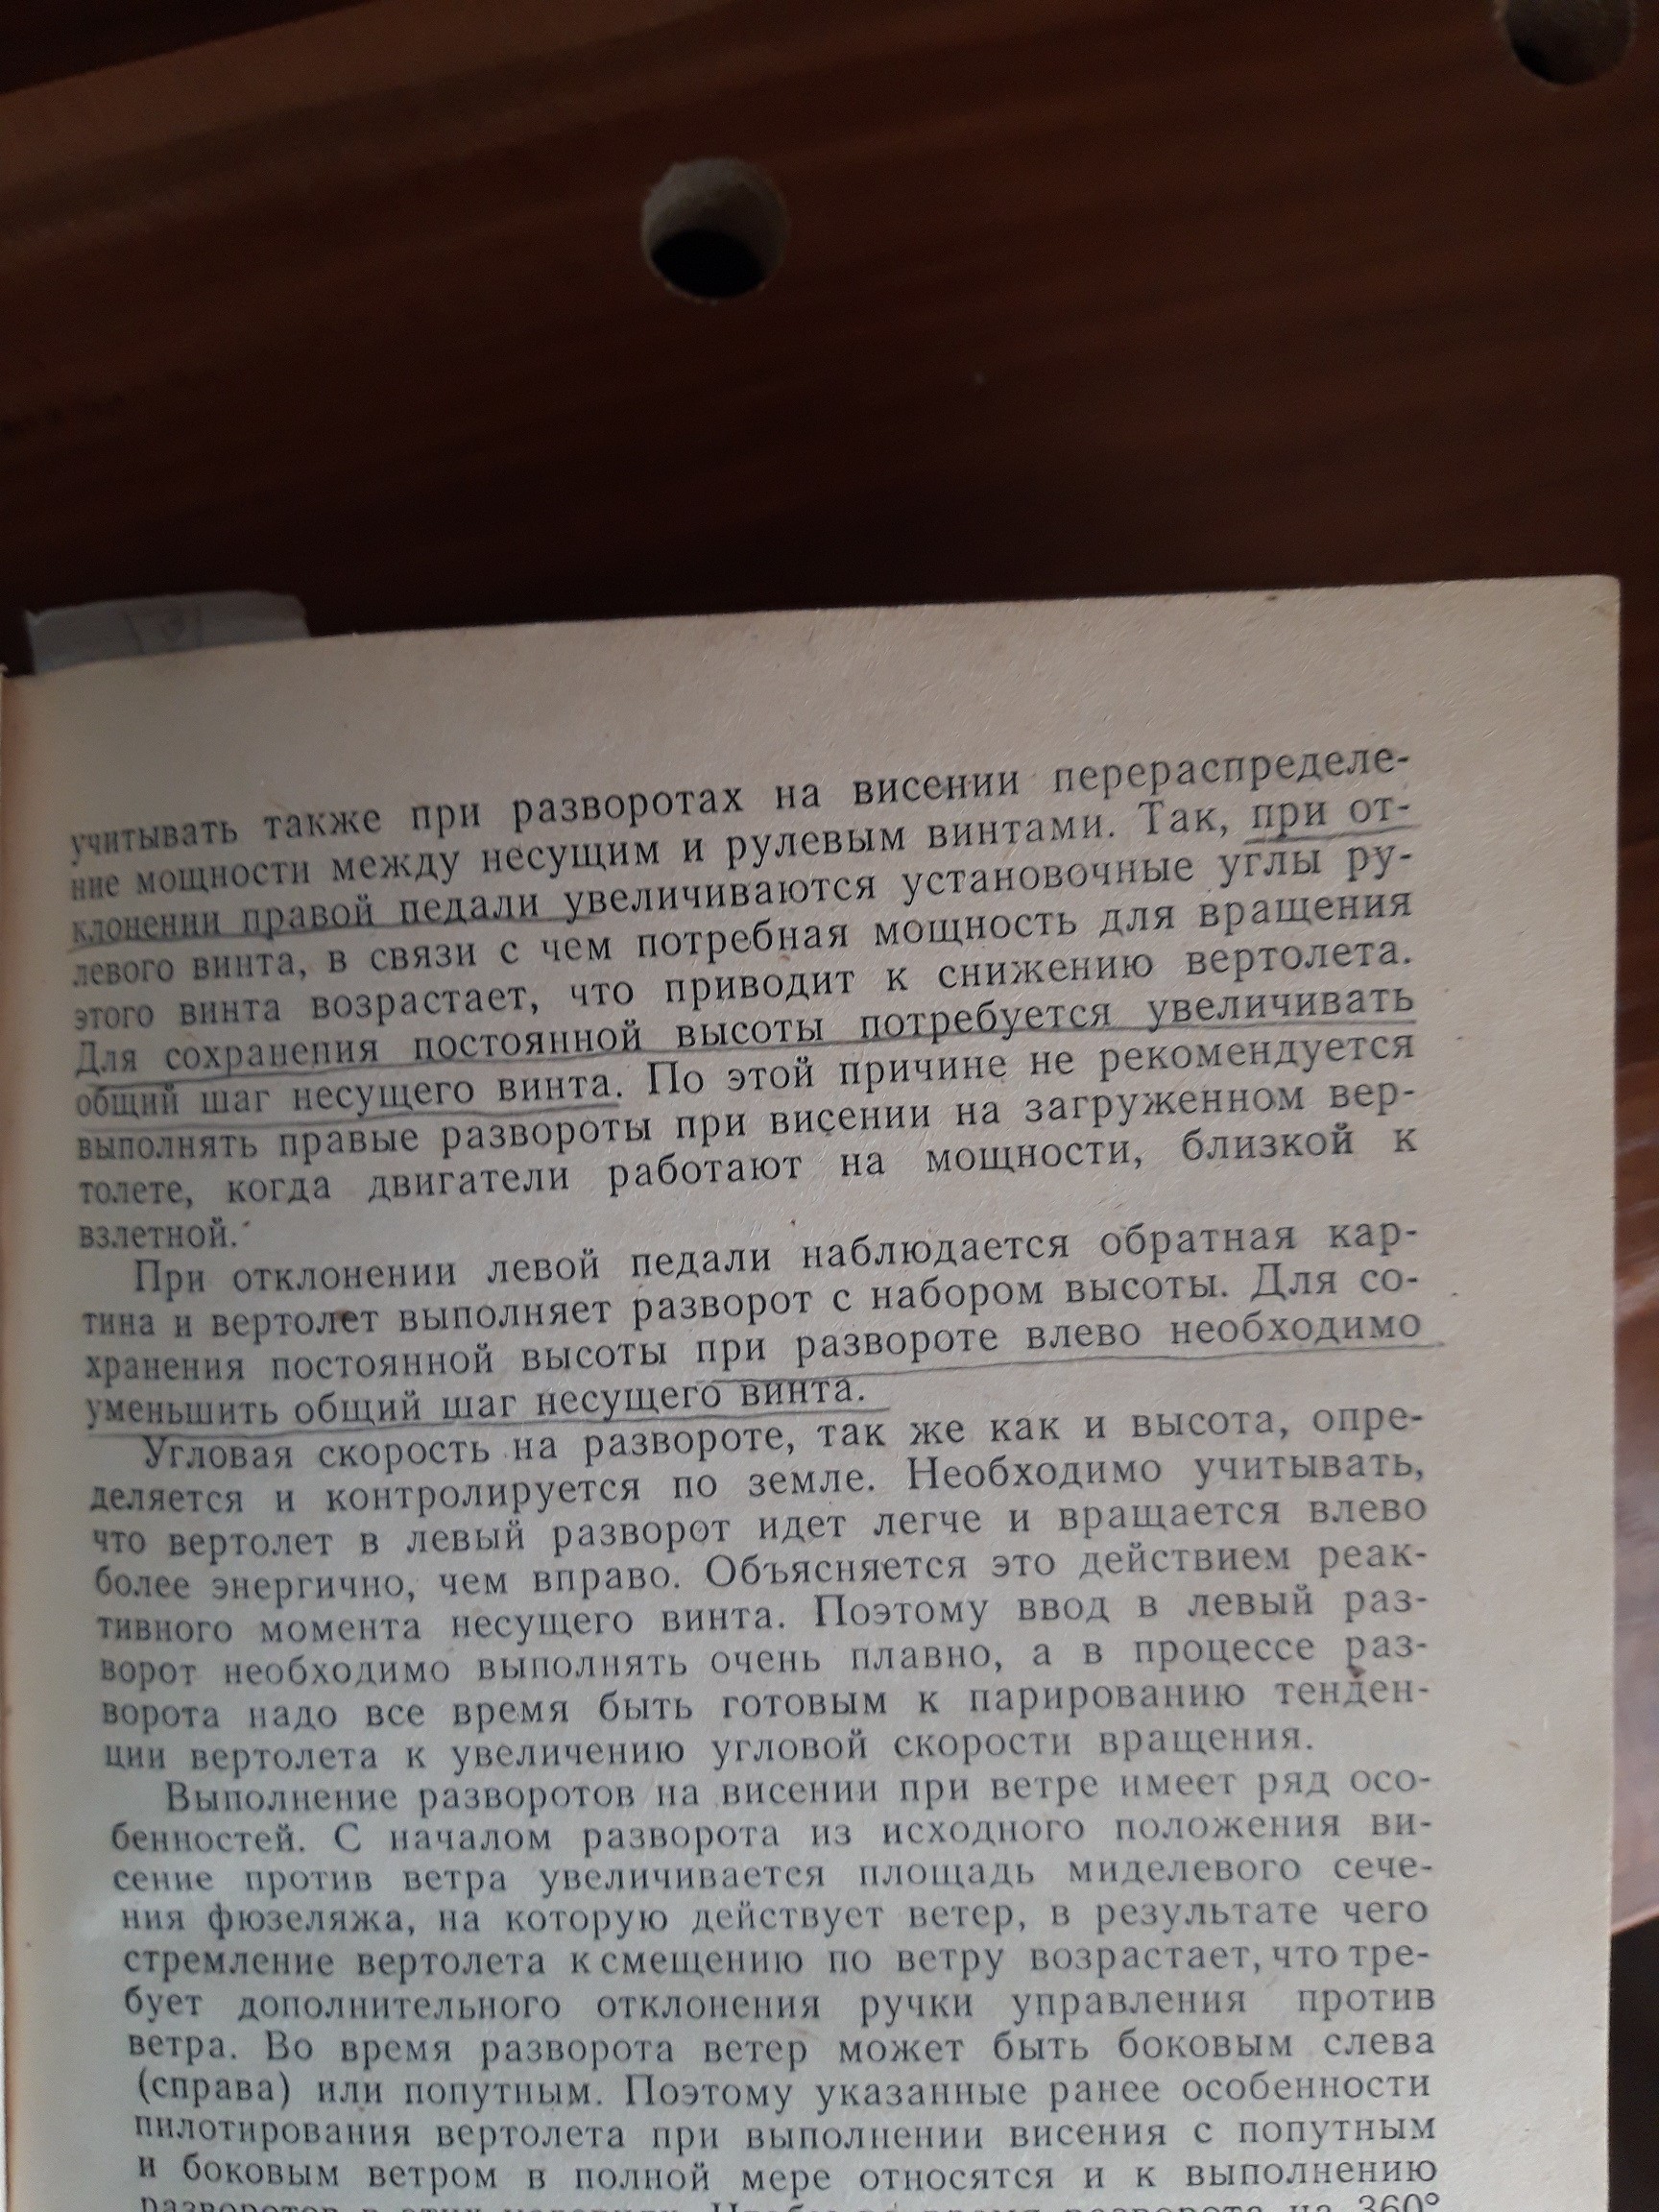 учитывать также при разворотах на висении перераспределе-
ние мощности между несущим и рулевым винтами. Так, при от-
клонении правой педали увеличиваются установочные углы ру-
левого винта, в связи с чем потребная мощность для вращения
этого винта возрастает, что приводит к снижению вертолета.
Для сохранения постоянной высоты потребуется увеличивать
общий шаг несущего винта. По этой причине не рекомендуется
выполнять правые развороты при висении на загруженном вер-
толете, когда двигатели работают на мощности, близкой к
взлетной.
При отклонении левой педали наблюдается обратная кар-
тина и вертолет выполняет разворот с набором высоты. Для со-
хранения постоянной высоты при развороте влево необходимо
уменьшить общий шаг несущего винта.
Угловая скорость на развороте, так же как и высота, опре-
деляется и контролируется по земле. Необходимо учитывать,
что вертолет в левый разворот идет легче и вращается влево
более энергично, чем вправо. Объясняется это действием реак-
тивного момента несущего винта. Поэтому ввод в левый раз-
ворот необходимо выполнять очень плавно, а в процессе раз-
ворота надо все время быть готовым к парированию тенден-
ции вертолета к увеличению угловой скорости вращения.
Выполнение разворотов на висении при ветре имеет ряд осо-
бенностей. С началом разворота из исходного положения ви-
сение против ветра увеличивается площадь миделевого сече-
ния фюзеляжа, на которую действует ветер, в результате чего
стремление вертолета к смещению по ветру возрастает, что тре-
бует дополнительного отклонения ручки управления против
ветра. Во время разворота ветер может быть боковым слева
(справа) или попутным. Поэтому указанные ранее особенности
пилотирования вертолета при выполнении висения с попутным
и боковым ветром в полной мере относятся и к выполнению
разворотов в этих условиях. Чтобы во время разворота на 360°